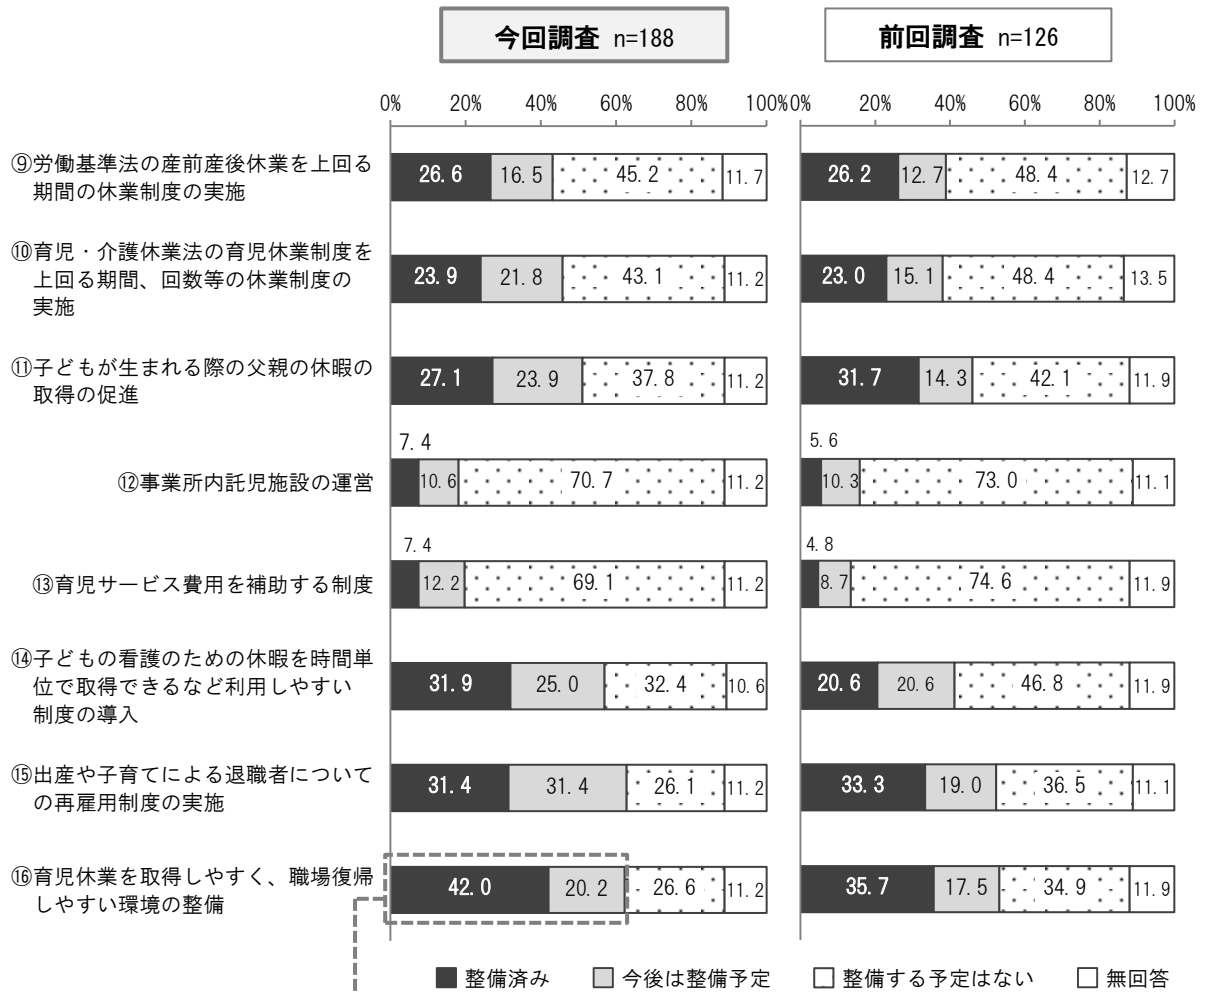 今回調査 n=188
前回調査 n=126
0% 20% 40% 60% 80% 100%
0% 20% 40% 60% 80% 100%
⑨労働基準法の産前産後休業を上回る
期間の休業制度の実施
26.6 16.5 45.2 11.7
26.2 12.7 48.4 12.7
⑩育児・介護休業法の育児休業制度を
上回る期間、回数等の休業制度の
実施
23.9 21.8 43.1 11.2
23.0 15.1 48.4 13.5
⑪子どもが生まれる際の父親の休暇の
取得の促進
27.1 23.9 37.8 11.2
31.7 14.3 42.1 11.9
⑫事業所内託児施設の運営
7.4 10.6 70.7 11.2
5.6 10.3 73.0 11.1
⑬育児サービス費用を補助する制度
7.4 12.2 69.1 11.2
4.8 8.7 74.6 11.9
⑭子どもの看護のための休暇を時間単
位で取得できるなど利用しやすい
制度の導入
31.9 25.0 32.4 10.6
20.6 20.6 46.8 11.9
⑮出産や子育てによる退職者について
の再雇用制度の実施
31.4 31.4 26.1 11.2
33.3 19.0 36.5 11.1
⑯育児休業を取得しやすく、職場復帰
しやすい環境の整備
42.0 20.2 26.6 11.2
35.7 17.5 34.9 11.9
整備済み 今後は整備予定 整備する予定はない 無回答